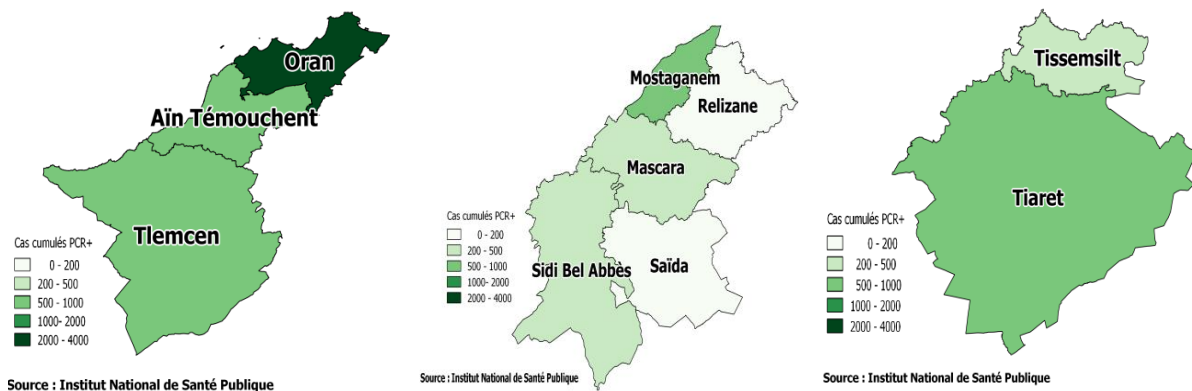 Oran
Aïn Témouchent
Tlemcen
Cas cumulés PCR+
0 - 200
200 - 500
500 - 1000
1000- 2000
2000 - 4000
Source : Institut National de Santé Publique
Mostaganem
Relizane
Mascara
Sidi Bel Abbès
Saïda
Cas cumulés PCR+
0 - 200
200 - 500
500 - 1000
1000- 2000
2000 - 4000
Source : Institut National de Santé Publique
Tissemsilt
Tiaret
Cas cumulés PCR+
0 - 200
200 - 500
500 - 1000
1000 - 2000
2000 - 4000
Source : Institut National de Santé Publique